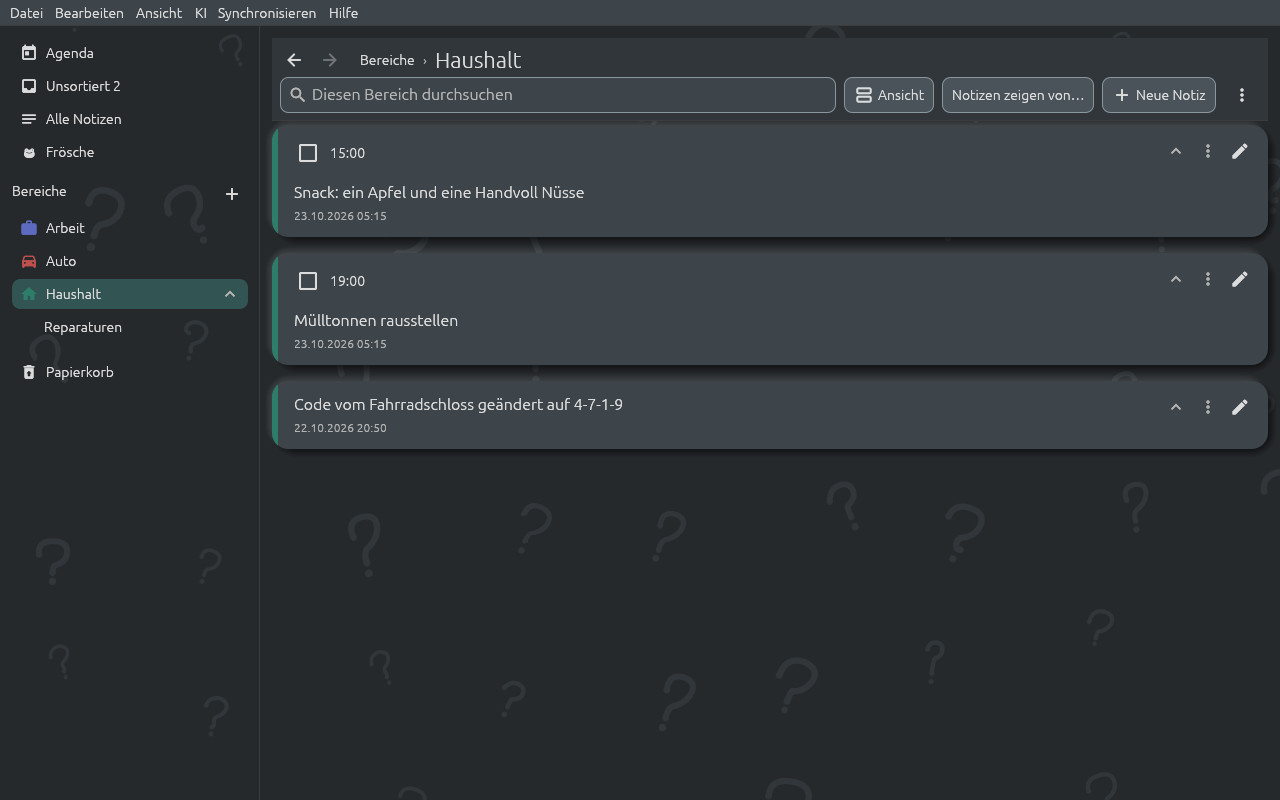 Datei Bearbeiten Ansicht KI Synchronisieren Hilfe
Agenda
Unsortiert 2
Alle Notizen
Frösche
Bereiche
Arbeit
Auto
Haushalt
Reparaturen
Papierkorb
Bereiche › Haushalt
Diesen Bereich durchsuchen
Ansicht
Notizen zeigen von…
Neue Notiz
15:00
Snack: ein Apfel und eine Handvoll Nüsse
23.10.2026 05:15
19:00
Mülltonnen rausstellen
23.10.2026 05:15
Code vom Fahrradschloss geändert auf 4-7-1-9
22.10.2026 20:50